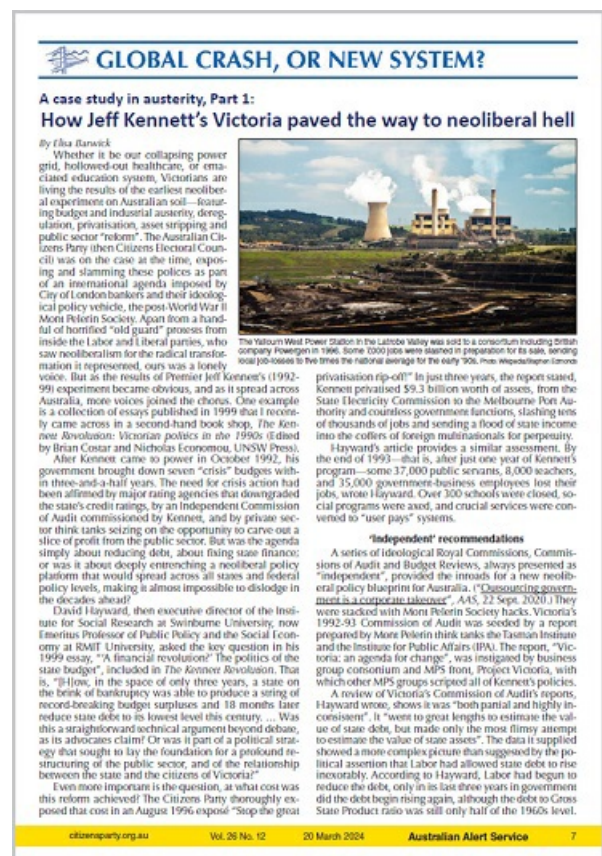 GLOBAL CRASH, OR NEW SYSTEM?
A case study in austerity, Part 1:
How Jeff Kennett's Victoria paved the way to neoliberal hell
By Elisa Barwick
Whether it be our collapsing power
grid, hollowed-out healthcare, or ema-
ciated education system, Victorians are
living the results of the earliest neoliber-
al experiment on Australian soil—featur-
ing budget and industrial austerity, dereg-
ulation, privatisation, asset stripping and
public sector "reform". The Australian Cit-
izens Party (then Citizens Electoral Coun-
cil) was on the case at the time, expos-
ing and slamming these polices as part
of an international agenda imposed by
City of London bankers and their ideolog-
ical policy vehicle, the post-World War II
Mont Pelerin Society. Apart from a hand-
ful of horrified "old guard" protests from
inside the Labor and Liberal parties, who
saw neoliberalism for the radical transfor-
mation it represented, ours was a lonely
voice. But as the results of Premier Jeff Kennett's (1992-
99) experiment became obvious, and as it spread across
Australia, more voices joined the chorus. One example
is a collection of essays published in 1999 that I recent-
ly came across in a second-hand book shop, The Ken-
nett Revolution: Victorian politics in the 1990s (Edited
by Brian Costar and Nicholas Economou, UNSW Press).
After Kennett came to power in October 1992, his
government brought down seven "crisis" budgets with-
in three-and-a-half years. The need for crisis action had
been affirmed by major rating agencies that downgraded
the state's credit ratings, by an Independent Commission
of Audit commissioned by Kennett, and by private sec-
tor think tanks seizing on the opportunity to carve out a
slice of profit from the public sector. But was the agenda
simply about reducing debt, about fixing state finance;
or was it about deeply entrenching a neoliberal policy
platform that would spread across all states and federal
policy levels, making it almost impossible to dislodge in
the decades ahead?
David Hayward, then executive director of the Insti-
tute for Social Research at Swinburne University, now
Emeritus Professor of Public Policy and the Social Econ-
omy at RMIT University, asked the key question in his
1999 essay, "'A financial revolution?' The politics of the
state budget", included in The Kennett Revolution. That
is, "[H]ow, in the space of only three years, a state on
the brink of bankruptcy was able to produce a string of
record-breaking budget surpluses and 18 months later
reduce state debt to its lowest level this century. … Was
this a straightforward technical argument beyond debate,
as its advocates claim? Or was it part of a political strat-
egy that sought to lay the foundation for a profound re-
structuring of the public sector, and of the relationship
between the state and the citizens of Victoria?"
Even more important is the question, at what cost was
this reform achieved? The Citizens Party thoroughly ex-
posed that cost in an August 1996 exposé "Stop the great
The Yallourn West Power Station in the Latrobe Valley was sold to a consortium including British
company Powergen in 1996. Some 7,000 jobs were slashed in preparation for its sale, sending
local job-losses to five times the national average for the early '90s. Photo: Wikipedia/Stephen Edmonds
privatisation rip-off!" In just three years, the report stated,
Kennett privatised $9.3 billion worth of assets, from the
State Electricity Commission to the Melbourne Port Au-
thority and countless government functions, slashing tens
of thousands of jobs and sending a flood of state income
into the coffers of foreign multinationals for perpetuity.
Hayward's article provides a similar assessment. By
the end of 1993—that is, after just one year of Kennett's
program—some 37,000 public servants, 8,000 teachers,
and 35,000 government-business employees lost their
jobs, wrote Hayward. Over 300 schools were closed, so-
cial programs were axed, and crucial services were con-
verted to "user pays" systems.
'Independent' recommendations
A series of ideological Royal Commissions, Commis-
sions of Audit and Budget Reviews, always presented as
"independent", provided the inroads for a new neolib-
eral policy blueprint for Australia. ("Outsourcing govern-
ment is a corporate takeover", AAS, 22 Sept. 2020.) They
were stacked with Mont Pelerin Society hacks. Victoria's
1992-93 Commission of Audit was seeded by a report
prepared by Mont Pelerin think tanks the Tasman Institute
and the Institute for Public Affairs (IPA). The report, "Vic-
toria: an agenda for change", was instigated by business
group consortium and MPS front, Project Victoria, with
which other MPS groups scripted all of Kennett's policies.
A review of Victoria's Commission of Audit's reports,
Hayward wrote, shows it was "both partial and highly in-
consistent". It "went to great lengths to estimate the val-
ue of state debt, but made only the most flimsy attempt
to estimate the value of state assets". The data it supplied
showed a more complex picture than suggested by the po-
litical assertion that Labor had allowed state debt to rise
inexorably. According to Hayward, Labor had begun to
reduce the debt, only in its last three years in government
did the debt begin rising again, although the debt to Gross
State Product ratio was still only half of the 1960s level.
citizensparty.org.au Vol. 26 No. 12 20 March 2024 Australian Alert Service 7